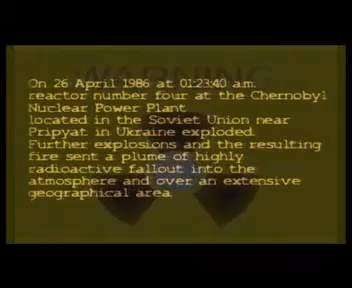 WARNING
On 26 April 1986 at 01:23:40 a.m.
reactor number four at the Chernobyl
Nuclear Power Plant
located in the Soviet Union near
Pripyat in Ukraine exploded.
Further explosions and the resulting
fire sent a plume of highly
radioactive fallout into the
atmosphere and over an extensive
geographical area